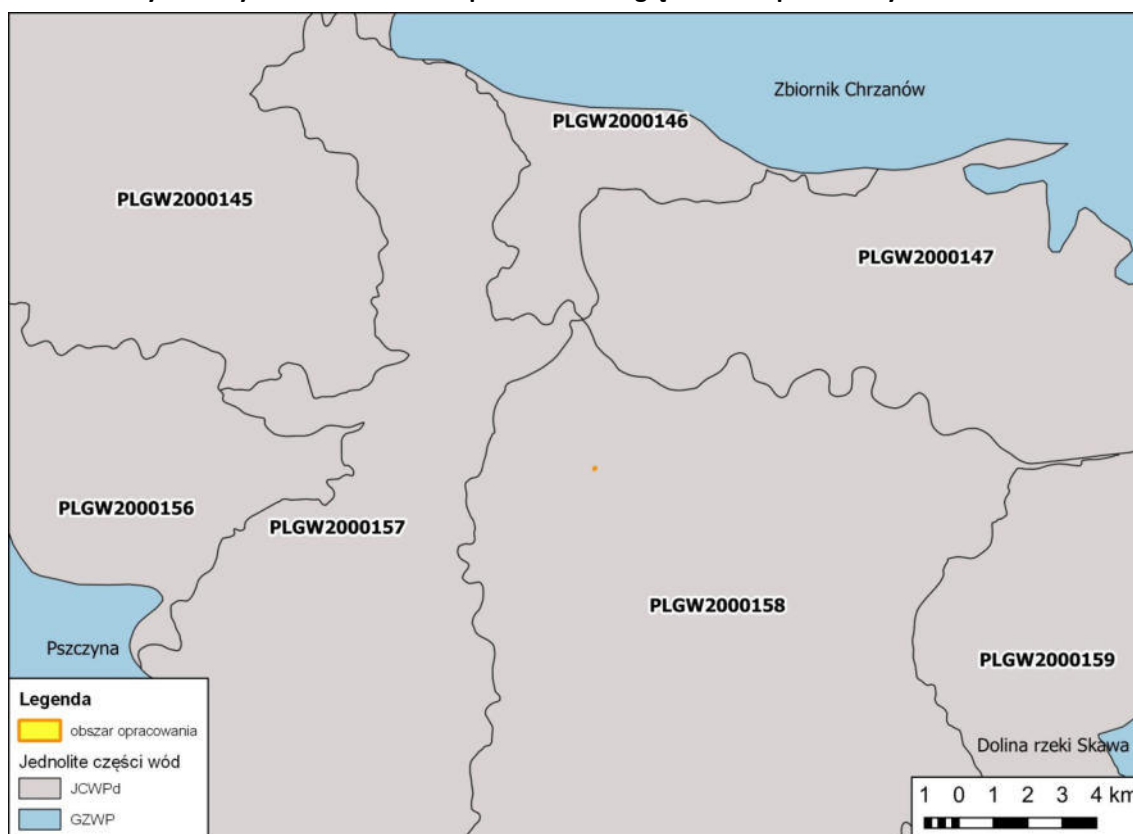 Zbiornik Chrzanów
PLGW2000146
PLGW2000145
PLGW2000147
PLGW2000156
PLGW2000157
PLGW2000158
Pszczyna
PLGW2000159
Dolina rzeki Skawa
Legenda
obszar opracowania
Jednolite części wód
JCWPd
GZWP
1 0 1 2 3 4 km